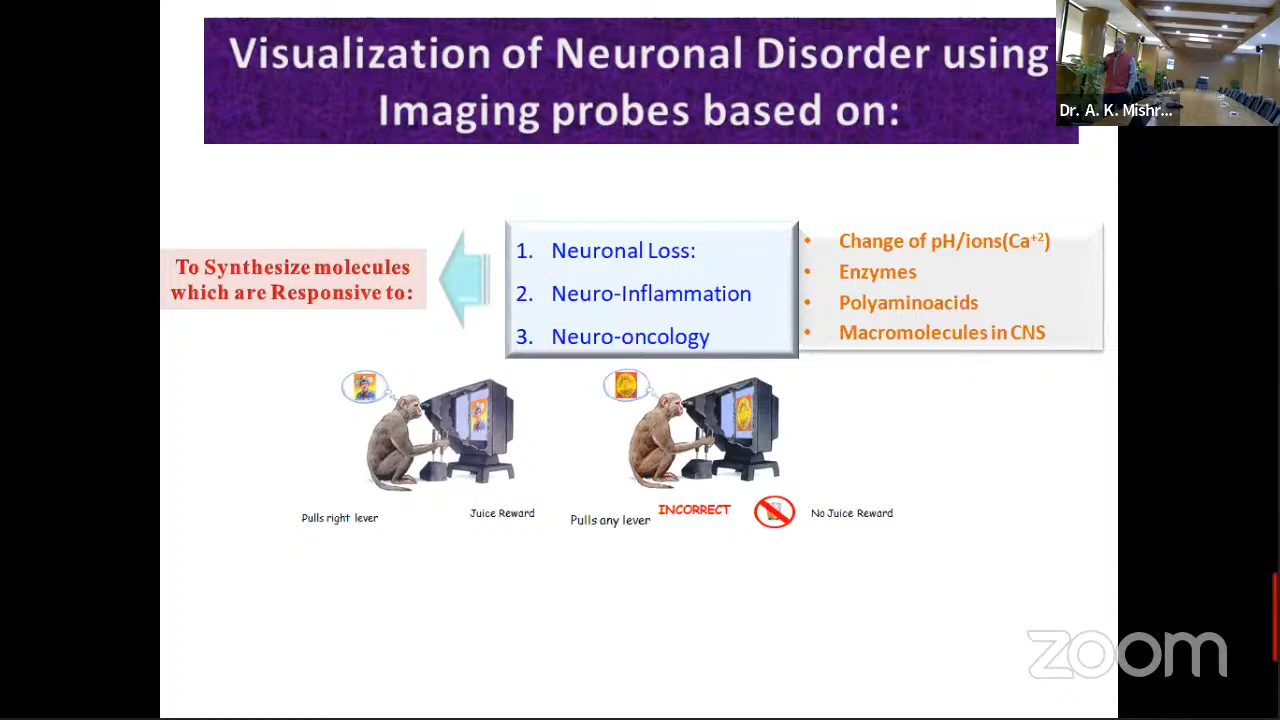 Visualization of Neuronal Disorder using
Imaging probes based on:
Dr. A. K. Mishr...
To Synthesize molecules
which are Responsive to:
1. Neuronal Loss:
2. Neuro-Inflammation
3. Neuro-oncology
• Change of pH/ions(Ca⁺²)
• Enzymes
• Polyaminoacids
• Macromolecules in CNS
Pulls right lever
Juice Reward
Pulls any lever
INCORRECT
No Juice Reward
zoom